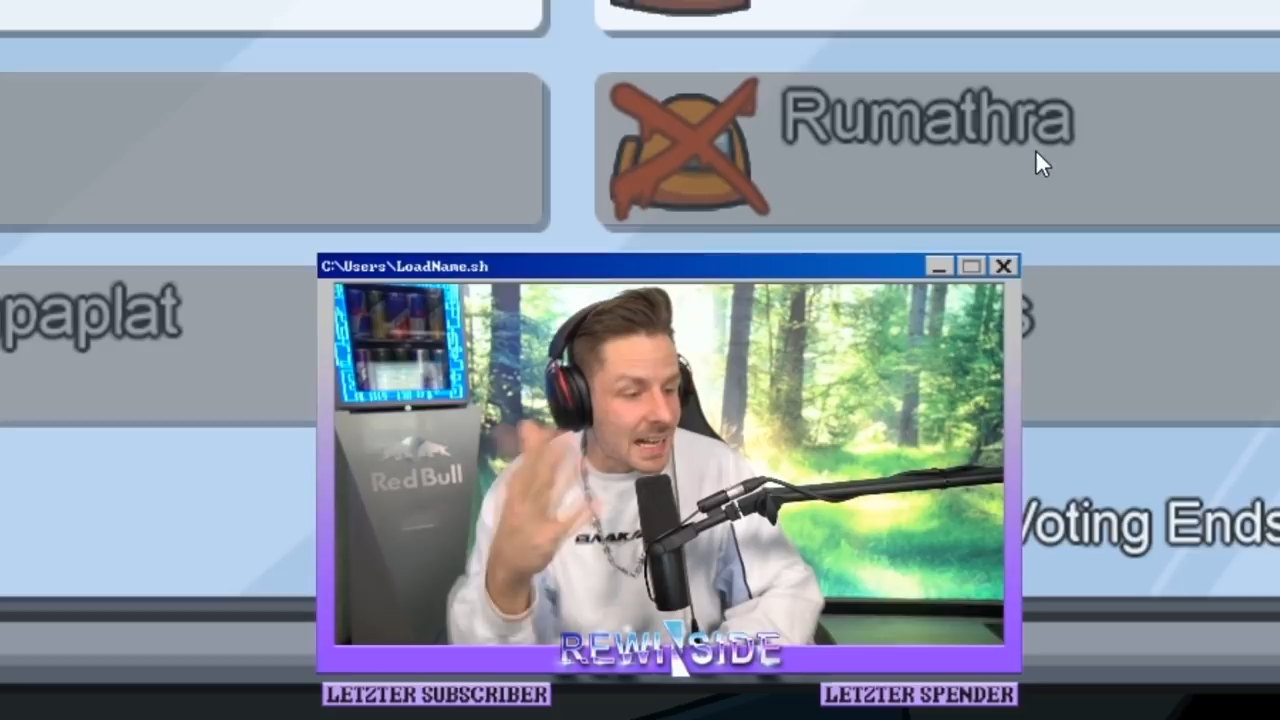 Rumathra
C:\Users\LoadName.sh
paplat
s
Red Bull
REWINSIDE
Voting Ends
LETZTER SUBSCRIBER
LETZTER SPENDER